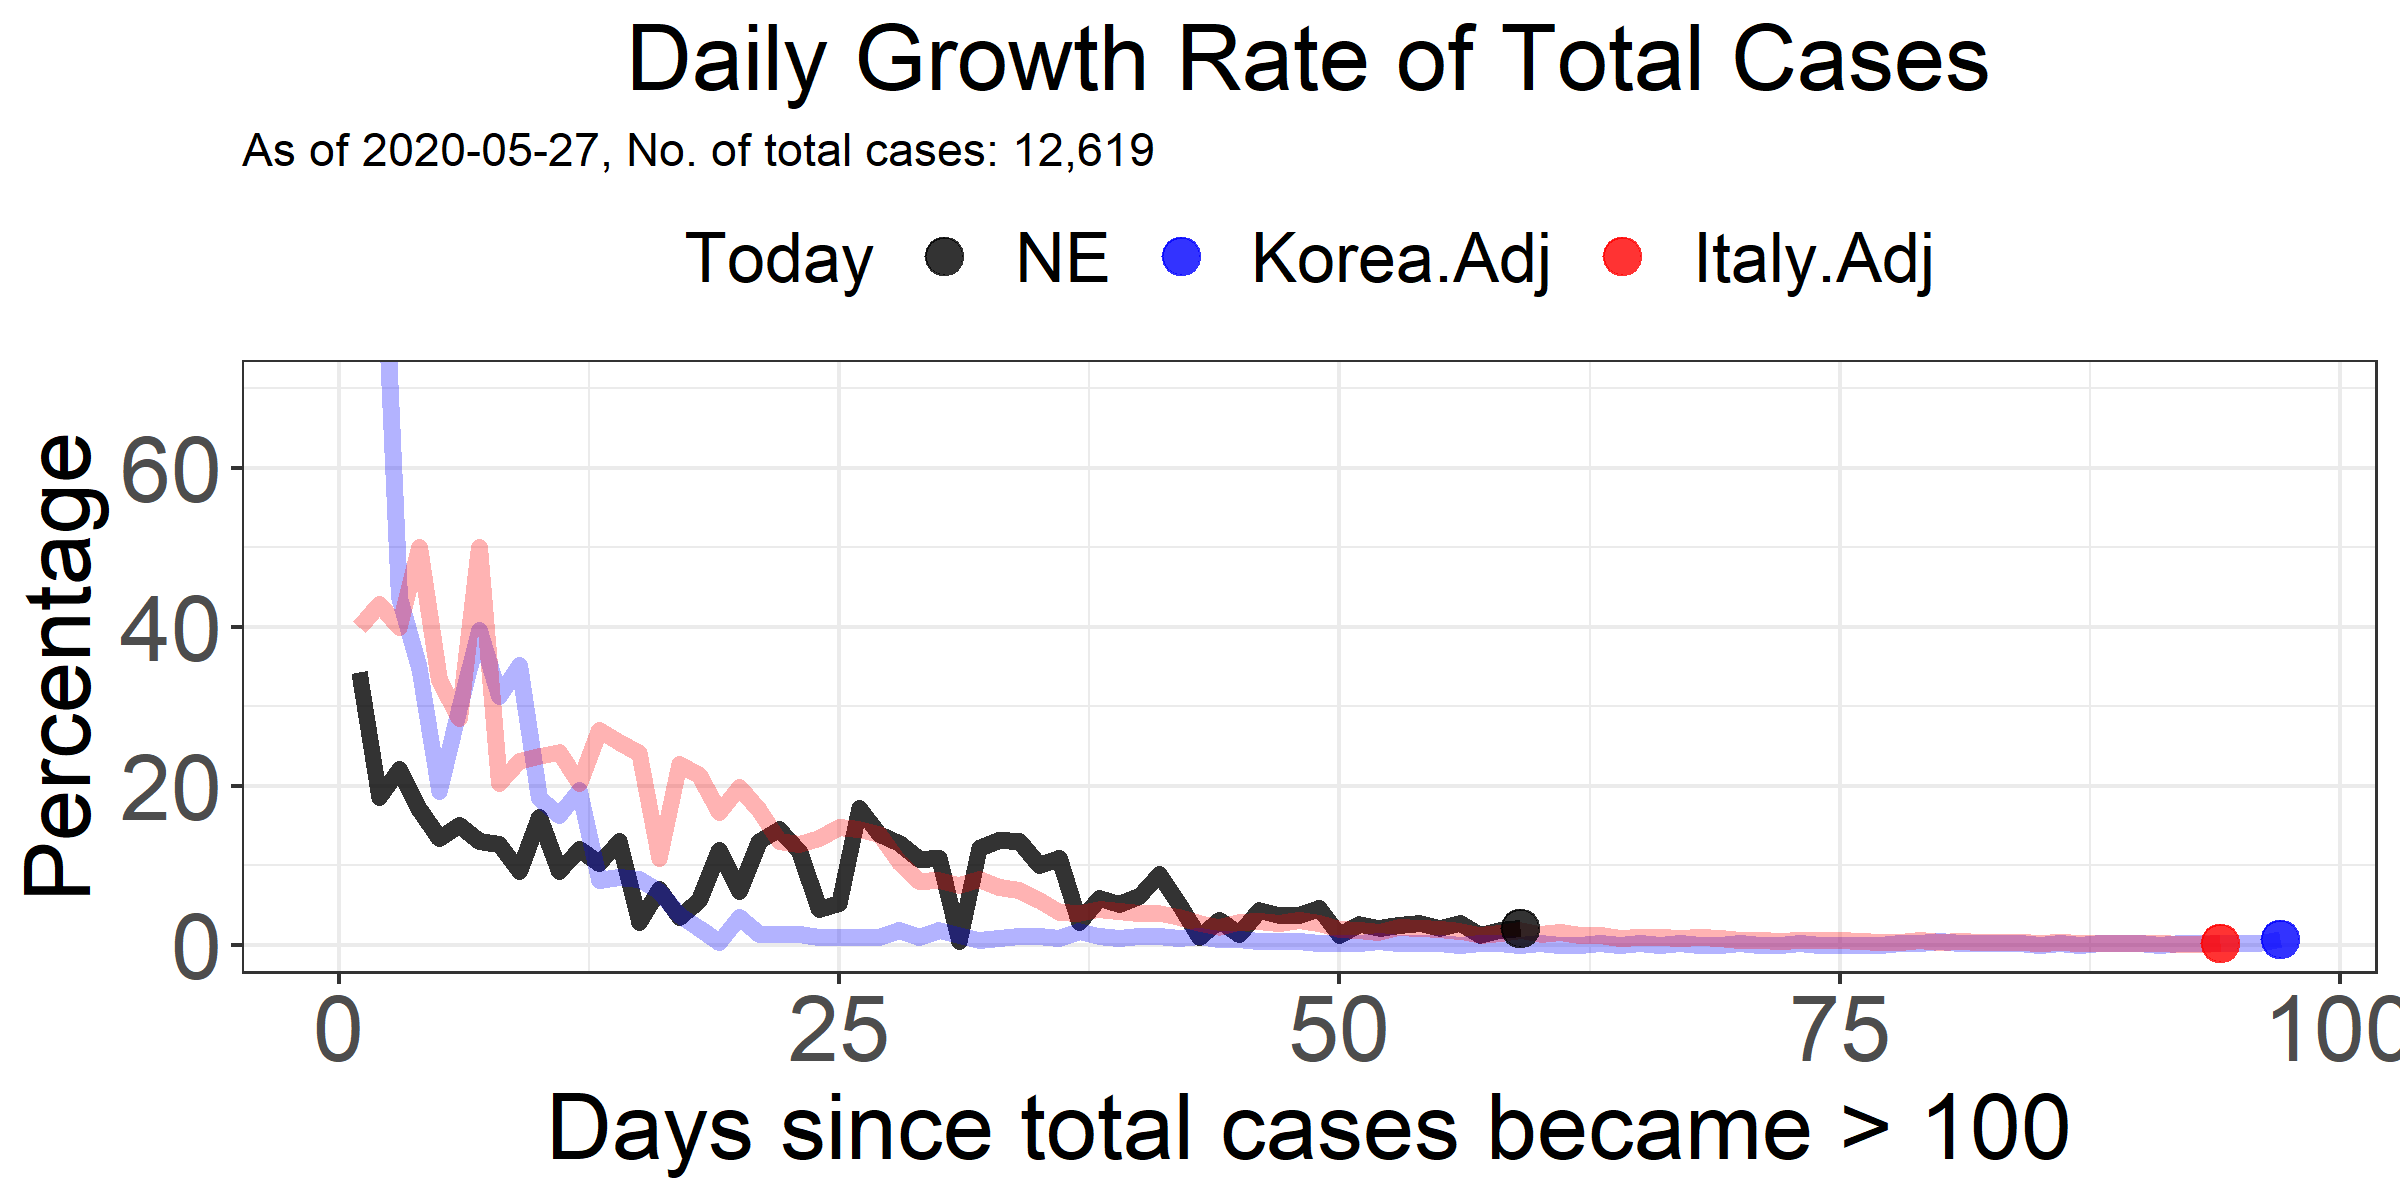 Daily Growth Rate of Total Cases
As of 2020-05-27, No. of total cases: 12,619
Today NE Korea.Adj Italy.Adj
Percentage
60
40
20
0
0 25 50 75 100
Days since total cases became > 100